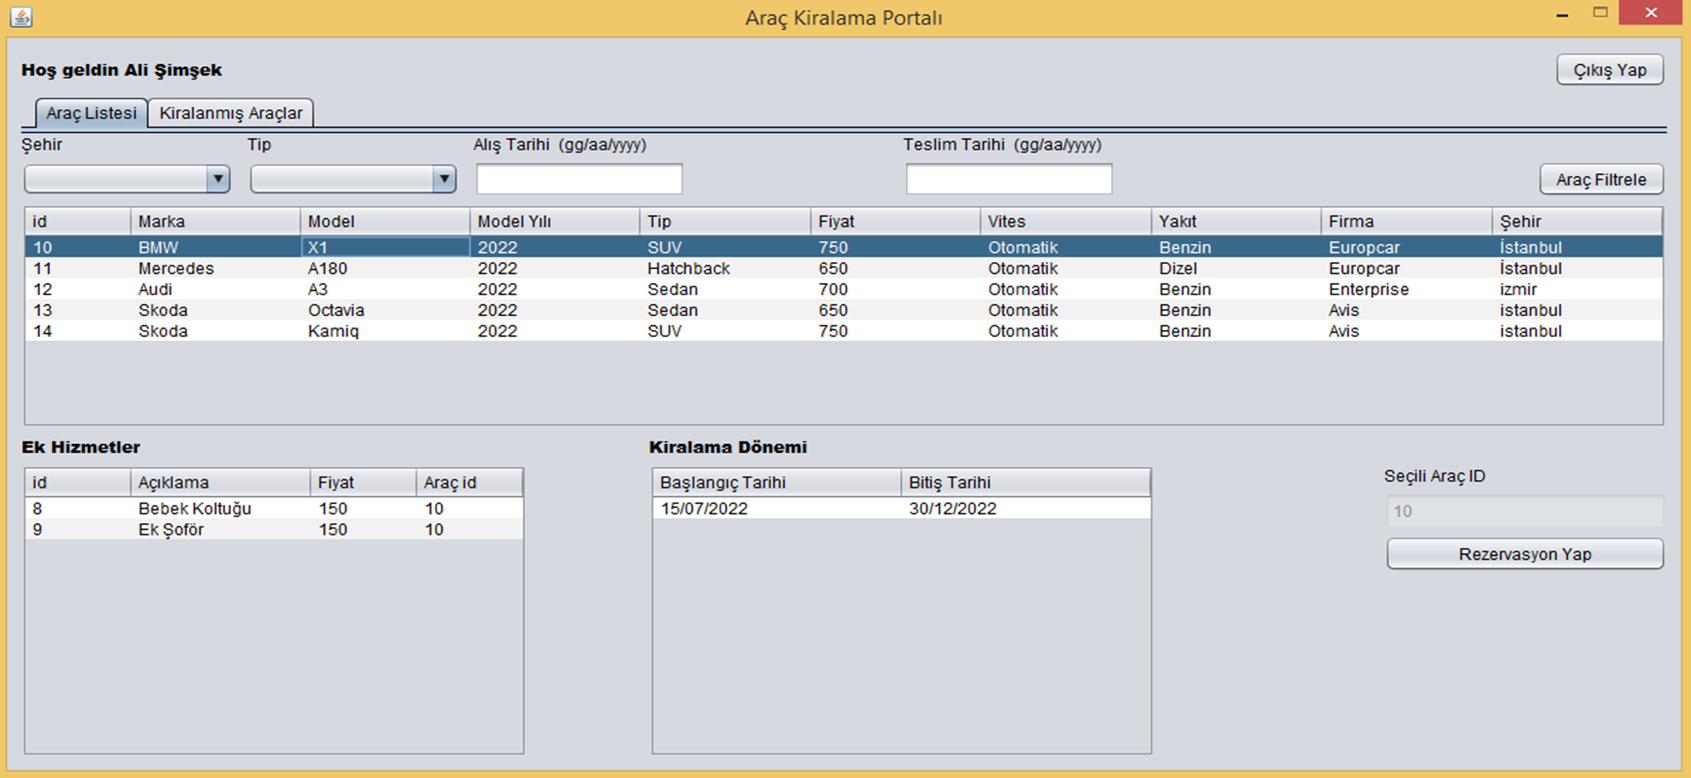 Araç Kiralama Portalı
Hoş geldin Ali Şimşek
Çıkış Yap
Araç Listesi Kiralanmış Araçlar
Şehir Tip Alış Tarihi (gg/aa/yyyy) Teslim Tarihi (gg/aa/yyyy)
Araç Filtrele
id Marka Model Model Yılı Tip Fiyat Vites Yakıt Firma Şehir
10 BMW X1 2022 SUV 750 Otomatik Benzin Europcar İstanbul
11 Mercedes A180 2022 Hatchback 650 Otomatik Dizel Europcar İstanbul
12 Audi A3 2022 Sedan 700 Otomatik Benzin Enterprise izmir
13 Skoda Octavia 2022 Sedan 650 Otomatik Benzin Avis istanbul
14 Skoda Kamiq 2022 SUV 750 Otomatik Benzin Avis istanbul
Ek Hizmetler
id Açıklama Fiyat Araç id
8 Bebek Koltuğu 150 10
9 Ek Şoför 150 10
Kiralama Dönemi
Başlangıç Tarihi Bitiş Tarihi
15/07/2022 30/12/2022
Seçili Araç ID
10
Rezervasyon Yap